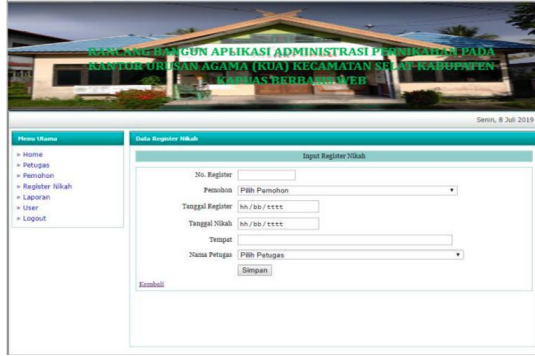 RANCANG BANGUN APLIKASI ADMINISTRASI PERNIKAHAN PADA
KANTOR URUSAN AGAMA (KUA) KECAMATAN SELAT-KABUPATEN
KAPUAS BERBASIS WEB
Senin, 8 Juli 2019
Menu Utama
» Home
» Petugas
» Pemohon
» Register Nikah
» Laporan
» User
» Logout
Data Register Nikah
Input Register Nikah
No. Register
Pemohon Pilih Pemohon
Tanggal Register hh/bb/tttt
Tanggal Nikah hh/bb/tttt
Tempat
Nama Petugas Pilih Petugas
Simpan
Kembali